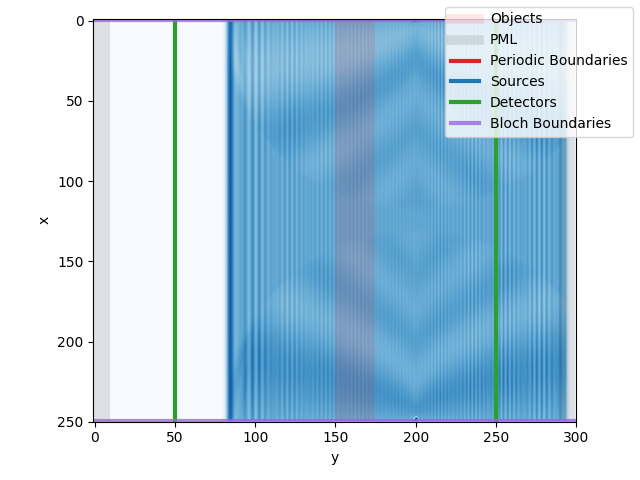 Objects
PML
Periodic Boundaries
Sources
Detectors
Bloch Boundaries
0
50
100
150
200
250
x
0 50 100 150 200 250 300
y